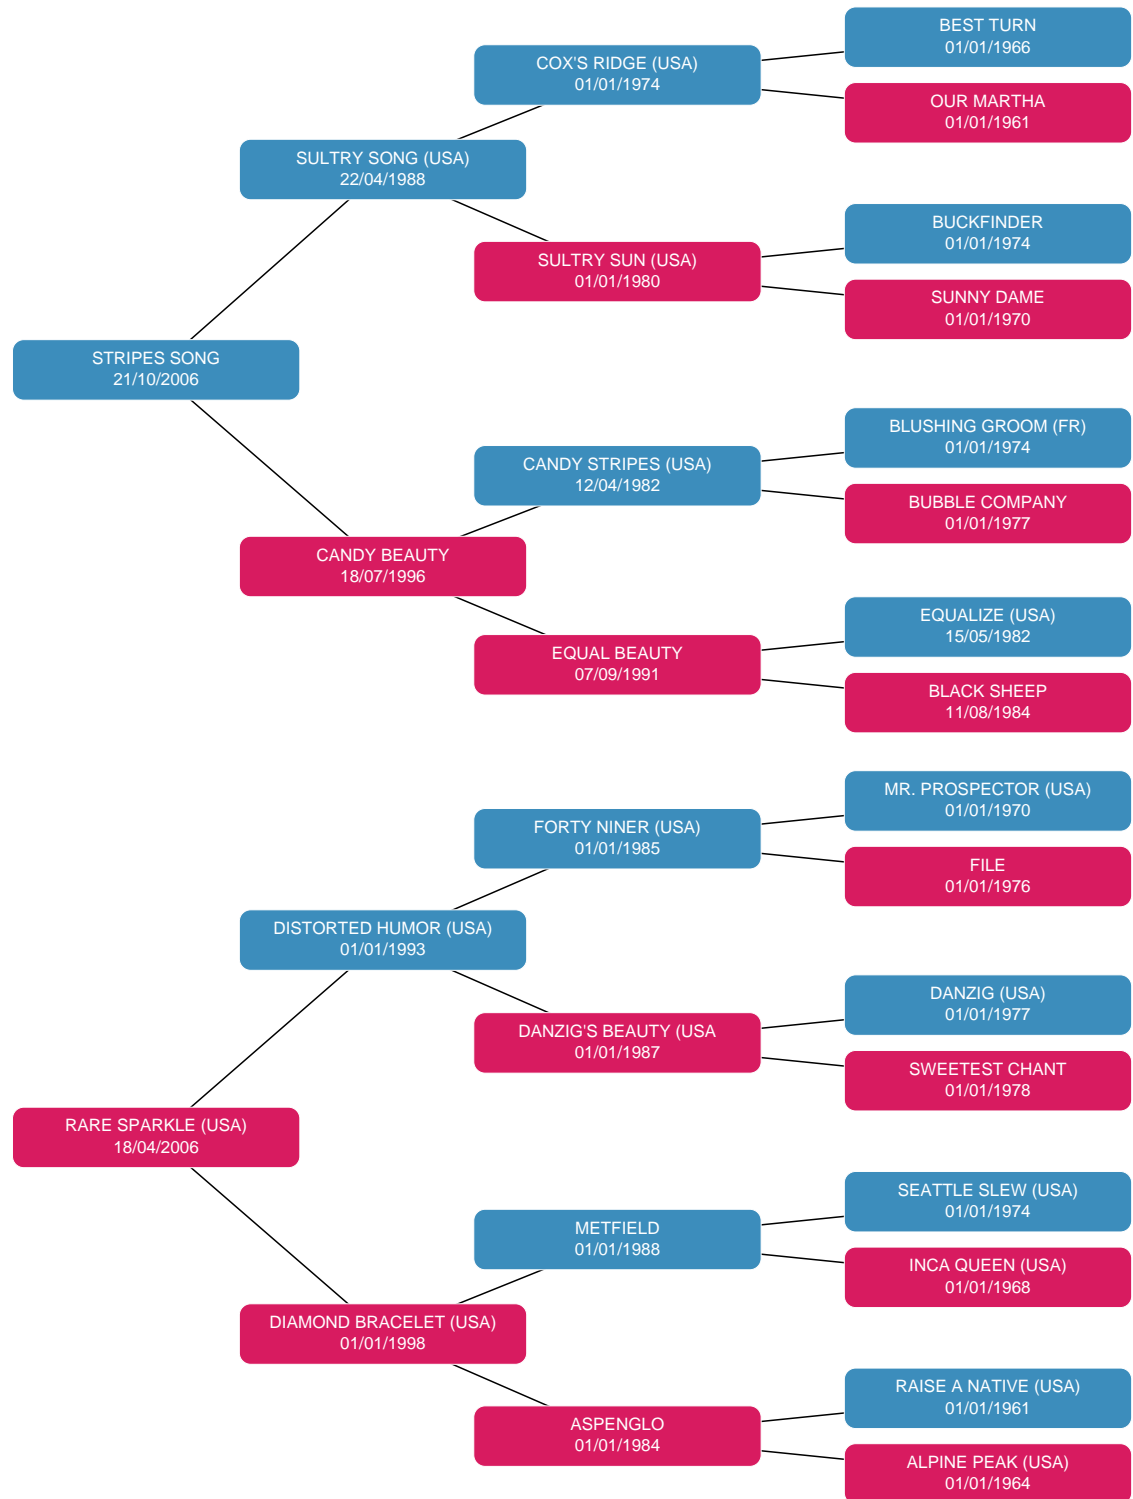 BEST TURN
01/01/1966
COX'S RIDGE (USA)
01/01/1974
OUR MARTHA
01/01/1961
SULTRY SONG (USA)
22/04/1988
BUCKFINDER
01/01/1974
SULTRY SUN (USA)
01/01/1980
SUNNY DAME
01/01/1970
STRIPES SONG
21/10/2006
BLUSHING GROOM (FR)
01/01/1974
CANDY STRIPES (USA)
12/04/1982
BUBBLE COMPANY
01/01/1977
CANDY BEAUTY
18/07/1996
EQUALIZE (USA)
15/05/1982
EQUAL BEAUTY
07/09/1991
BLACK SHEEP
11/08/1984
MR. PROSPECTOR (USA)
01/01/1970
FORTY NINER (USA)
01/01/1985
FILE
01/01/1976
DISTORTED HUMOR (USA)
01/01/1993
DANZIG (USA)
01/01/1977
DANZIG'S BEAUTY (USA
01/01/1987
SWEETEST CHANT
01/01/1978
RARE SPARKLE (USA)
18/04/2006
SEATTLE SLEW (USA)
01/01/1974
METFIELD
01/01/1988
INCA QUEEN (USA)
01/01/1968
DIAMOND BRACELET (USA)
01/01/1998
RAISE A NATIVE (USA)
01/01/1961
ASPENGLO
01/01/1984
ALPINE PEAK (USA)
01/01/1964